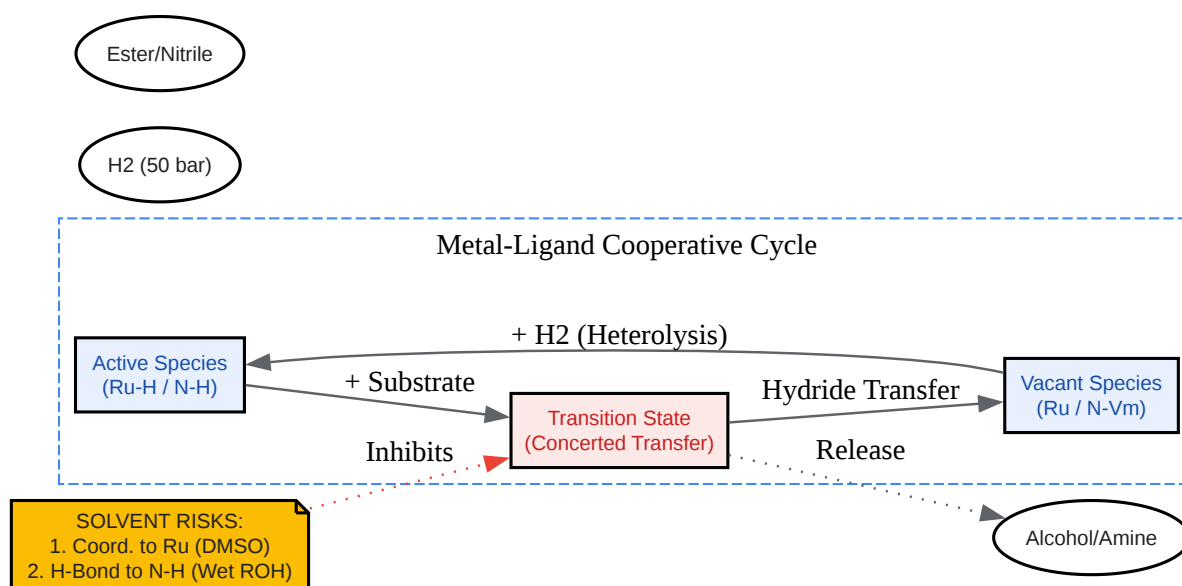 Ester/Nitrile
H2 (50 bar)
Metal-Ligand Cooperative Cycle
+ H2 (Heterolysis)
Active Species
(Ru-H / N-H)
+ Substrate
Hydride Transfer
Vacant Species
(Ru / N-Vm)
Transition State
(Concerted Transfer)
Inhibits
Release
SOLVENT RISKS:
1. Coord. to Ru (DMSO)
2. H-Bond to N-H (Wet ROH)
Alcohol/Amine